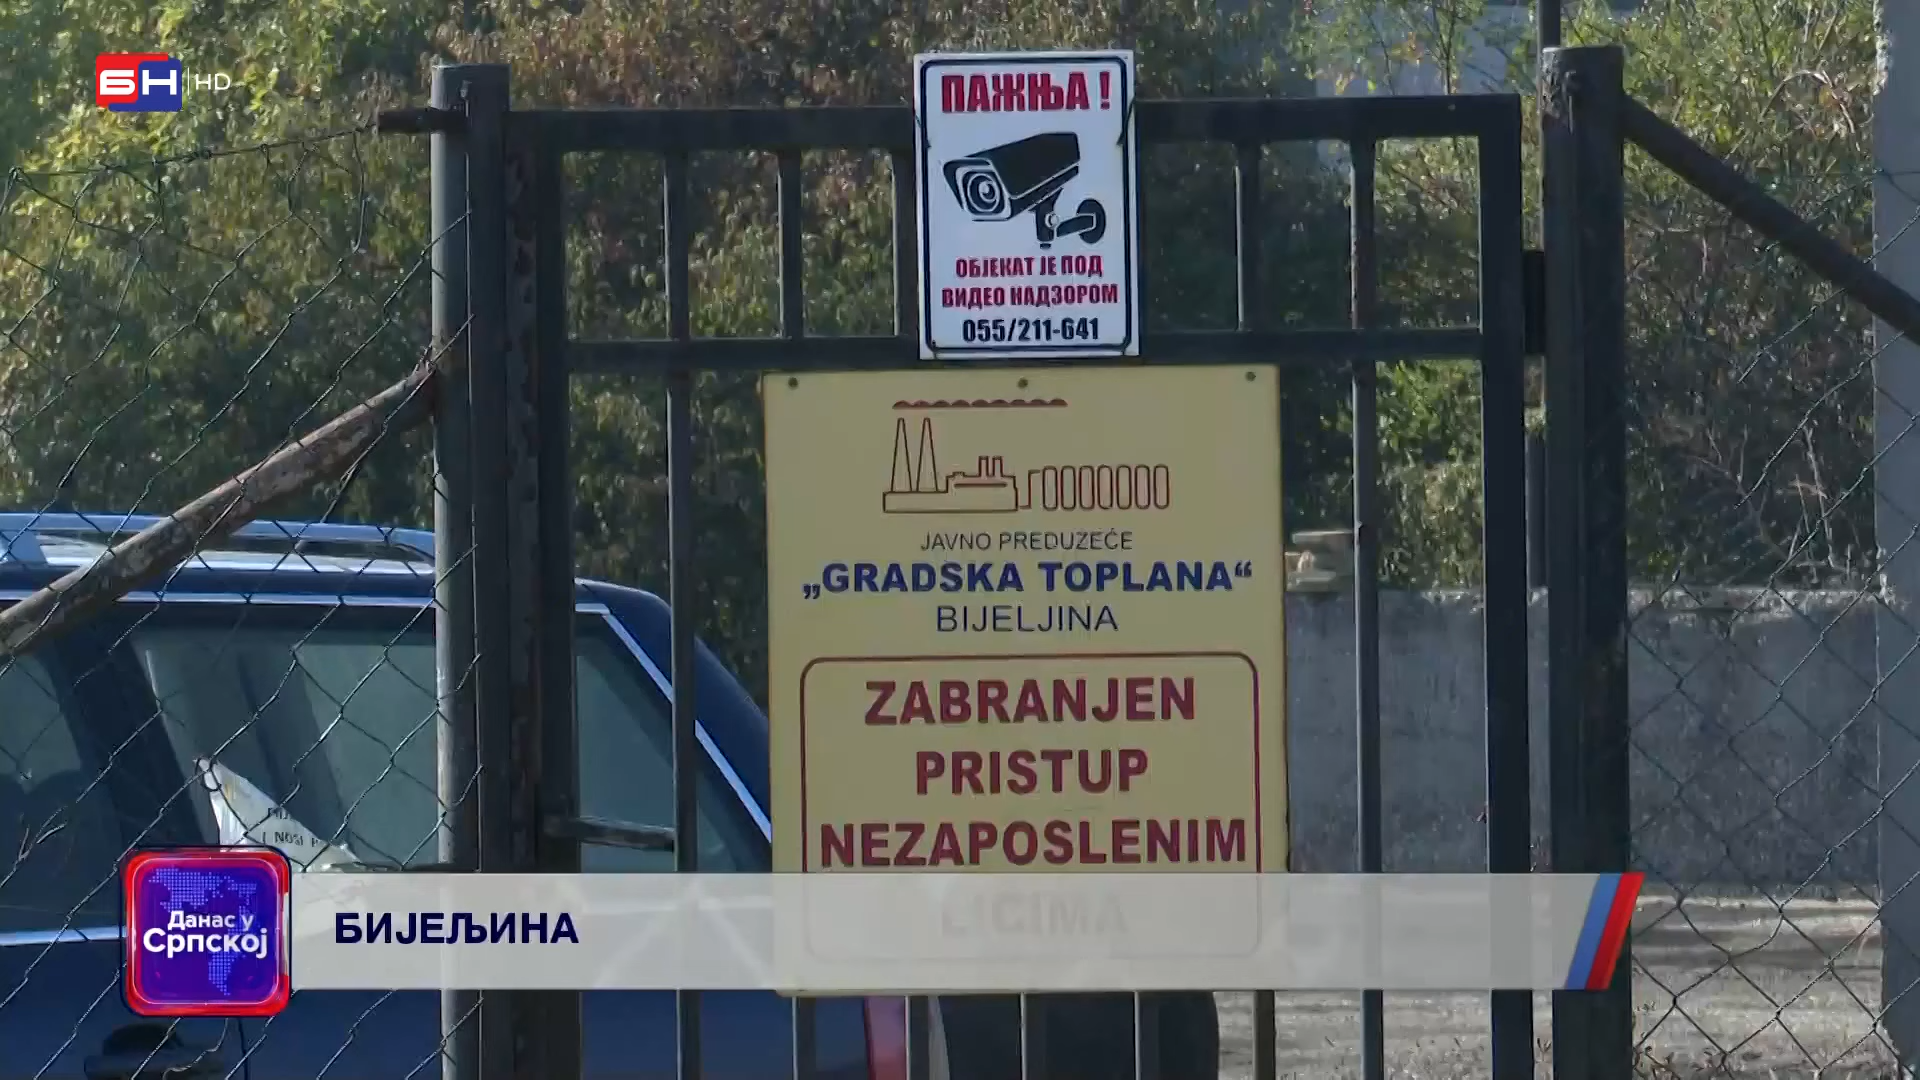 БН HD
ПАЖЊА !
ОБЈЕКАТ ЈЕ ПОД
ВИДЕО НАДЗОРОМ
055/211-641
JAVNO PREDUZEĆE
„GRADSKA TOPLANA“
BIJELJINA
ZABRANJEN
PRISTUP
NEZAPOSLENIM
LICIMA
Данас у
Српској
БИЈЕЉИНА